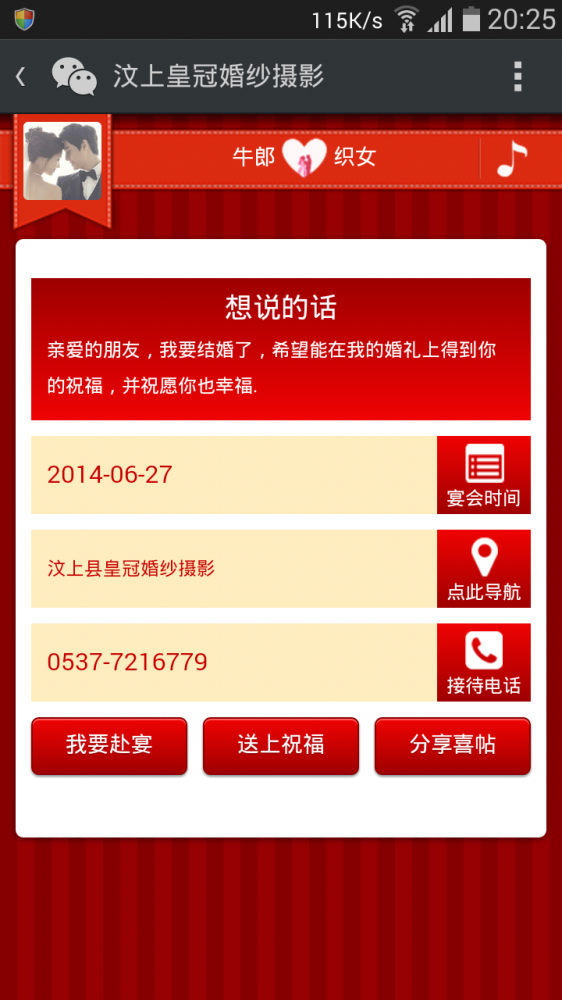 115K/s 20:25
汶上皇冠婚纱摄影
牛郎 织女
想说的话
亲爱的朋友，我要结婚了，希望能在我的婚礼上得到你
的祝福，并祝愿你也幸福.
2014-06-27
宴会时间
汶上县皇冠婚纱摄影
点此导航
0537-7216779
接待电话
我要赴宴 送上祝福 分享喜帖